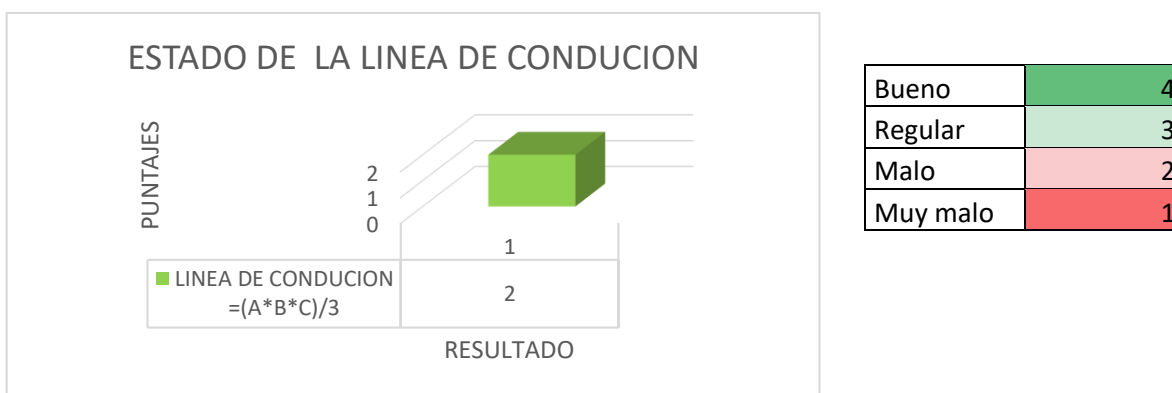 ESTADO DE LA LINEA DE CONDUCION
PUNTAJES
2
1
0
1
LINEA DE CONDUCION
=(A*B*C)/3
2
RESULTADO
Bueno 4
Regular 3
Malo 2
Muy malo 1